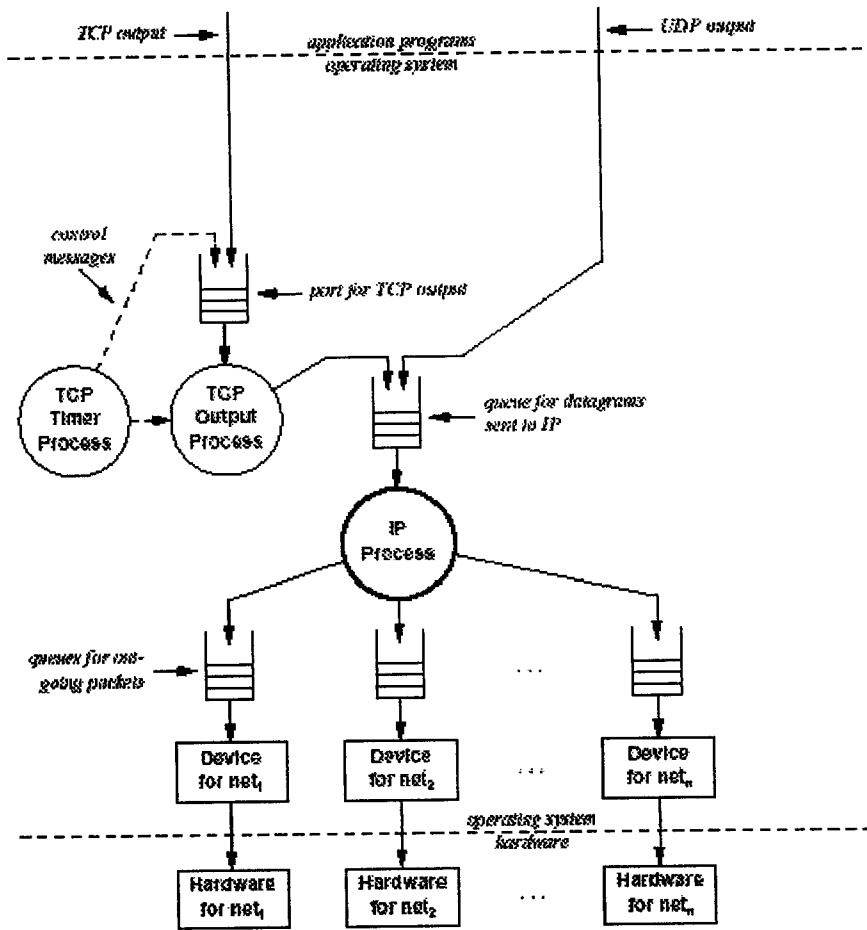 TCP output
UDP output
application programs
operating system
control
messages
port for TCP output
TCP
Timer
Process
TCP
Output
Process
queue for datagrams
sent to IP
IP
Process
queues for out-
going packets
. . .
Device
for net₁
Device
for net₂
. . .
Device
for netₙ
operating system
hardware
Hardware
for net₁
Hardware
for net₂
. . .
Hardware
for netₙ